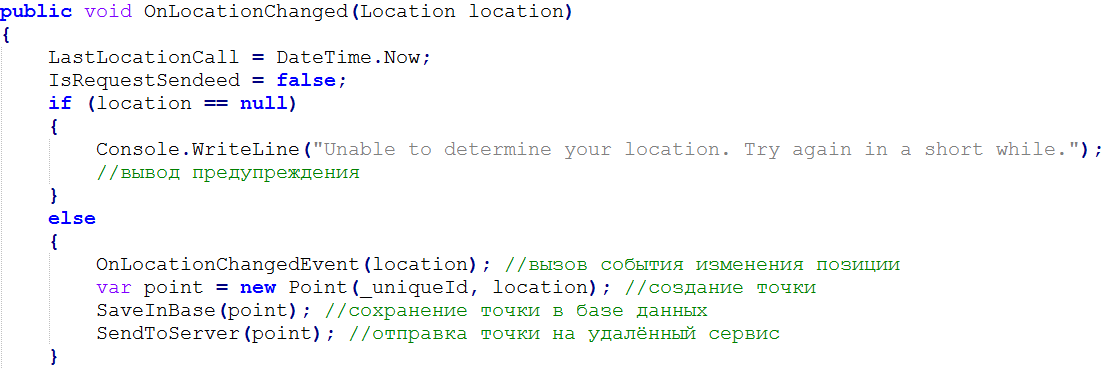 public void OnLocationChanged(Location location)
{
    LastLocationCall = DateTime.Now;
    IsRequestSendeed = false;
    if (location == null)
    {
        Console.WriteLine("Unable to determine your location. Try again in a short while.");
        //вывод предупреждения
    }
    else
    {
        OnLocationChangedEvent(location); //вызов события изменения позиции
        var point = new Point(_uniqueId, location); //создание точки
        SaveInBase(point); //сохранение точки в базе данных
        SendToServer(point); //отправка точки на удалённый сервис
    }